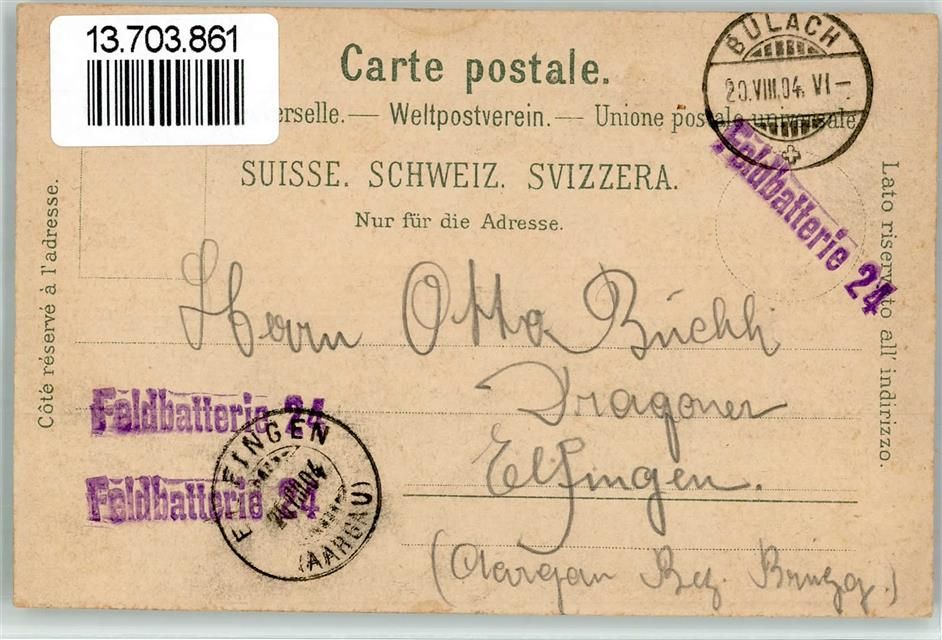 13.703.861
Carte postale.
erselle. — Weltpostverein. — Unione postale universale
SUISSE. SCHWEIZ. SVIZZERA.
Nur für die Adresse.
Côté réservé à l'adresse.
Lato riservato all' indirizzo.
BÜLACH
20.VIII.04. VI —
Feldbatterie 24
Herrn Otto Büchli
Dragoner
Elfingen.
(Aargau Bez. Brugg.)
Feldbatterie 24
Feldbatterie 24
ELFINGEN
(AARGAU)